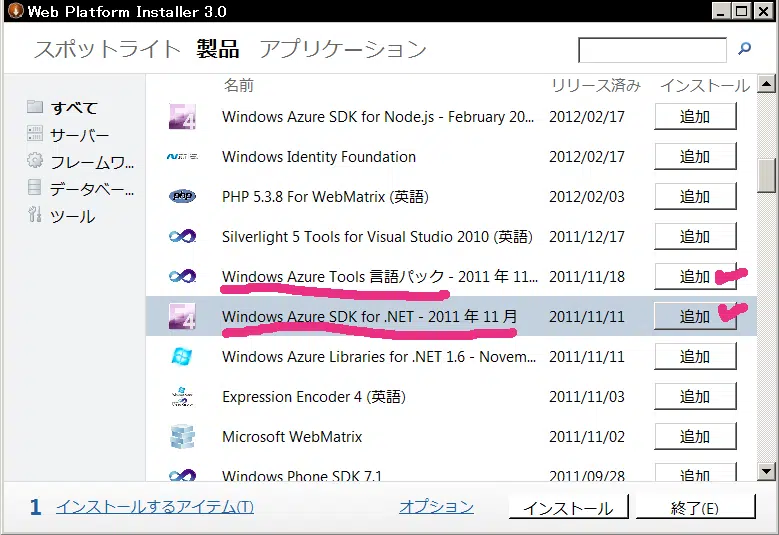 Web Platform Installer 3.0
スポットライト 製品 アプリケーション
名前 リリース済み インストール
すべて
サーバー
フレームワ...
データベー...
ツール
Windows Azure SDK for Node.js - February 20... 2012/02/17 追加
Windows Identity Foundation 2012/02/17 追加
php PHP 5.3.8 For WebMatrix (英語) 2012/02/03 追加
Silverlight 5 Tools for Visual Studio 2010 (英語) 2011/12/17 追加
Windows Azure Tools 言語パック - 2011 年 11... 2011/11/18 追加
Windows Azure SDK for .NET - 2011 年 11 月 2011/11/11 追加
Windows Azure Libraries for .NET 1.6 - Novem... 2011/11/11 追加
Expression Encoder 4 (英語) 2011/11/03 追加
Microsoft WebMatrix 2011/11/02 追加
Windows Phone SDK 7.1 2011/09/28 追加
1 インストールするアイテム(T) オプション インストール 終了(E)